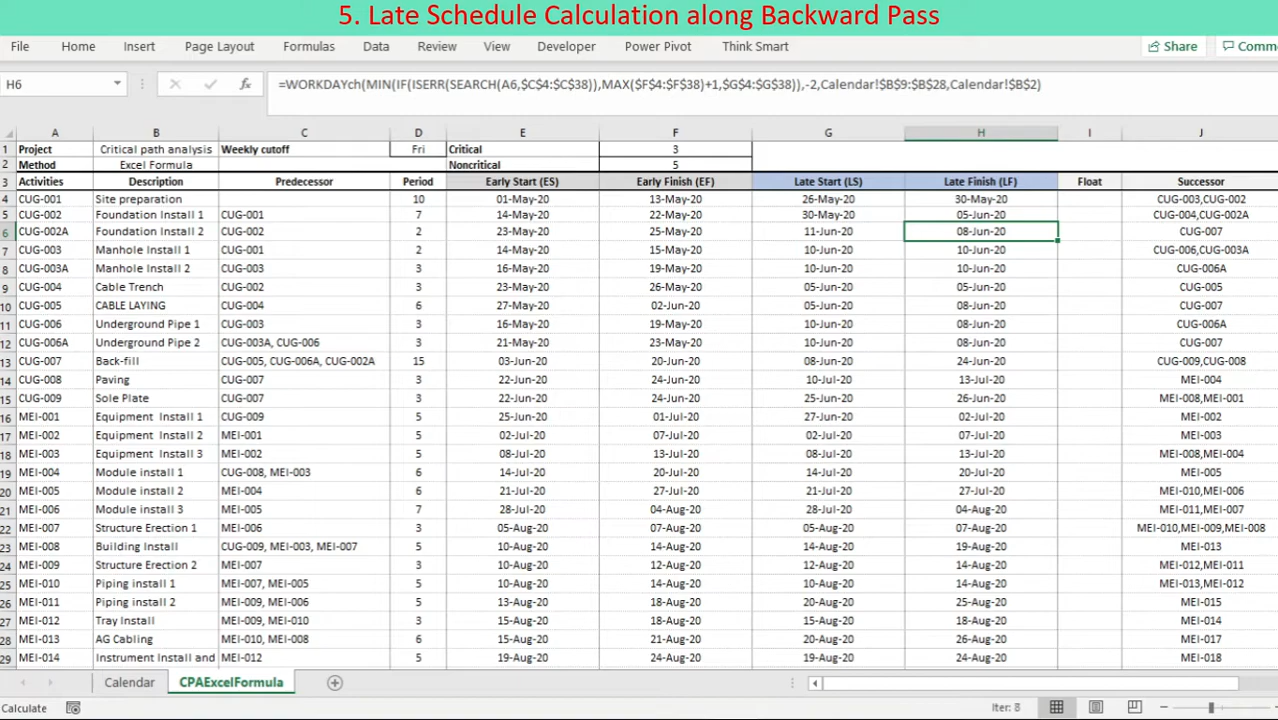 5. Late Schedule Calculation along Backward Pass
File Home Insert Page Layout Formulas Data Review View Developer Power Pivot Think Smart Share Comm
H6 fx =WORKDAYch(MIN(IF(ISERR(SEARCH(A6,$C$4:$C$38)),MAX($F$4:$F$38)+1,$G$4:$G$38)),-2,Calendar!$B$9:$B$28,Calendar!$B$2)
A B C D E F G H I J
1 Project Critical path analysis Weekly cutoff Fri Critical 3
2 Method Excel Formula Noncritical 5
3 Activities Description Predecessor Period Early Start (ES) Early Finish (EF) Late Start (LS) Late Finish (LF) Float Successor
4 CUG-001 Site preparation 10 01-May-20 13-May-20 26-May-20 30-May-20 CUG-003,CUG-002
5 CUG-002 Foundation Install 1 CUG-001 7 14-May-20 22-May-20 30-May-20 05-Jun-20 CUG-004,CUG-002A
6 CUG-002A Foundation Install 2 CUG-002 2 23-May-20 25-May-20 11-Jun-20 08-Jun-20 CUG-007
7 CUG-003 Manhole Install 1 CUG-001 2 14-May-20 15-May-20 10-Jun-20 10-Jun-20 CUG-006,CUG-003A
8 CUG-003A Manhole Install 2 CUG-003 3 16-May-20 19-May-20 10-Jun-20 10-Jun-20 CUG-006A
9 CUG-004 Cable Trench CUG-002 3 23-May-20 26-May-20 05-Jun-20 05-Jun-20 CUG-005
10 CUG-005 CABLE LAYING CUG-004 6 27-May-20 02-Jun-20 05-Jun-20 08-Jun-20 CUG-007
11 CUG-006 Underground Pipe 1 CUG-003 3 16-May-20 19-May-20 10-Jun-20 08-Jun-20 CUG-006A
12 CUG-006A Underground Pipe 2 CUG-003A, CUG-006 3 21-May-20 23-May-20 10-Jun-20 08-Jun-20 CUG-007
13 CUG-007 Back-fill CUG-005, CUG-006A, CUG-002A 15 03-Jun-20 20-Jun-20 08-Jun-20 24-Jun-20 CUG-009,CUG-008
14 CUG-008 Paving CUG-007 3 22-Jun-20 24-Jun-20 10-Jul-20 13-Jul-20 MEI-004
15 CUG-009 Sole Plate CUG-007 3 22-Jun-20 24-Jun-20 25-Jun-20 26-Jun-20 MEI-008,MEI-001
16 MEI-001 Equipment Install 1 CUG-009 5 25-Jun-20 01-Jul-20 27-Jun-20 02-Jul-20 MEI-002
17 MEI-002 Equipment Install 2 MEI-001 5 02-Jul-20 07-Jul-20 02-Jul-20 07-Jul-20 MEI-003
18 MEI-003 Equipment Install 3 MEI-002 5 08-Jul-20 13-Jul-20 08-Jul-20 13-Jul-20 MEI-008,MEI-004
19 MEI-004 Module install 1 CUG-008, MEI-003 6 14-Jul-20 20-Jul-20 14-Jul-20 20-Jul-20 MEI-005
20 MEI-005 Module install 2 MEI-004 6 21-Jul-20 27-Jul-20 21-Jul-20 27-Jul-20 MEI-010,MEI-006
21 MEI-006 Module install 3 MEI-005 7 28-Jul-20 04-Aug-20 28-Jul-20 04-Aug-20 MEI-011,MEI-007
22 MEI-007 Structure Erection 1 MEI-006 3 05-Aug-20 07-Aug-20 05-Aug-20 07-Aug-20 MEI-010,MEI-009,MEI-008
23 MEI-008 Building Install CUG-009, MEI-003, MEI-007 5 10-Aug-20 14-Aug-20 14-Aug-20 19-Aug-20 MEI-013
24 MEI-009 Structure Erection 2 MEI-007 3 10-Aug-20 12-Aug-20 12-Aug-20 14-Aug-20 MEI-012,MEI-011
25 MEI-010 Piping install 1 MEI-007, MEI-005 5 10-Aug-20 14-Aug-20 10-Aug-20 14-Aug-20 MEI-013,MEI-012
26 MEI-011 Piping install 2 MEI-009, MEI-006 5 13-Aug-20 18-Aug-20 20-Aug-20 25-Aug-20 MEI-015
27 MEI-012 Tray Install MEI-009, MEI-010 3 15-Aug-20 18-Aug-20 15-Aug-20 18-Aug-20 MEI-014
28 MEI-013 AG Cabling MEI-010, MEI-008 6 15-Aug-20 21-Aug-20 20-Aug-20 26-Aug-20 MEI-017
29 MEI-014 Instrument Install and MEI-012 5 19-Aug-20 24-Aug-20 19-Aug-20 24-Aug-20 MEI-018
Calendar CPAExcelFormula
Calculate Iter: 8